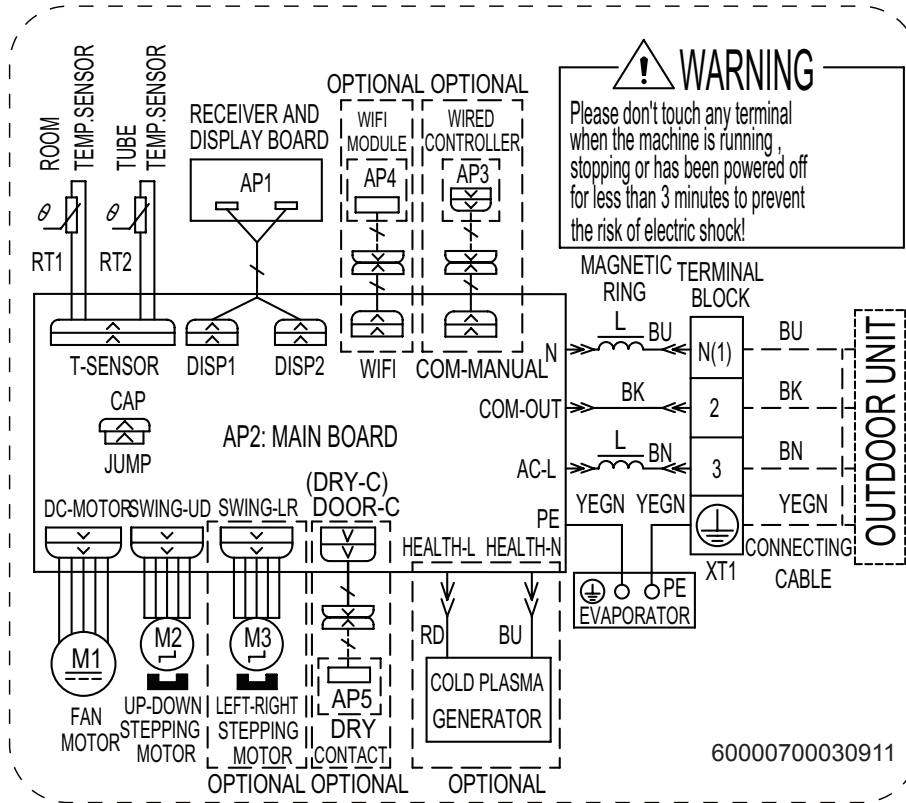 OPTIONAL OPTIONAL
WARNING
Please don't touch any terminal
when the machine is running ,
stopping or has been powered off
for less than 3 minutes to prevent
the risk of electric shock!
ROOM
TEMP.SENSOR
TUBE
TEMP.SENSOR
RECEIVER AND
DISPLAY BOARD
WIFI
MODULE
WIRED
CONTROLLER
AP1
AP4
AP3
θ
θ
RT1
RT2
MAGNETIC
RING
TERMINAL
BLOCK
T-SENSOR
DISP1
DISP2
WIFI
COM-MANUAL
N
L
BU
N(1)
BU
CAP
JUMP
AP2: MAIN BOARD
COM-OUT
BK
2
BK
AC-L
L
BN
3
BN
OUTDOOR UNIT
PE
YEGN
YEGN
YEGN
XT1
CONNECTING
CABLE
PE
EVAPORATOR
DC-MOTOR
SWING-UD
SWING-LR
(DRY-C)
DOOR-C
HEALTH-L
HEALTH-N
RD
BU
M1
M2
M3
AP5
COLD PLASMA
GENERATOR
FAN
MOTOR
UP-DOWN
STEPPING
MOTOR
LEFT-RIGHT
STEPPING
MOTOR
DRY
CONTACT
OPTIONAL OPTIONAL
OPTIONAL
60000700030911